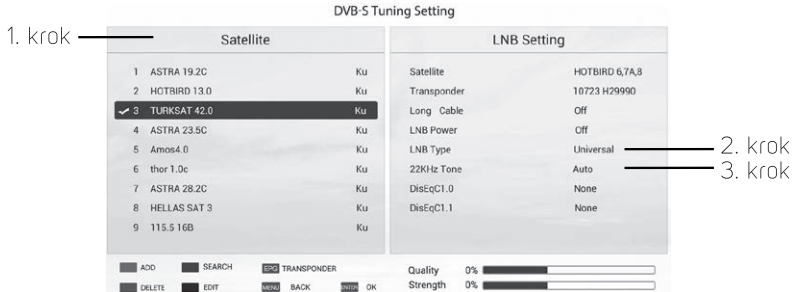 DVB-S Tuning Setting
1. krok
Satellite
1 ASTRA 19.2C Ku
2 HOTBIRD 13.0 Ku
3 TURKSAT 42.0 Ku
4 ASTRA 23.5C Ku
5 Amos4.0 Ku
6 thor 1.0c Ku
7 ASTRA 28.2C Ku
8 HELLAS SAT 3 Ku
9 115.5 16B Ku
LNB Setting
Satellite HOTBIRD 6,7A,8
Transponder 10723 H29990
Long Cable Off
LNB Power Off
LNB Type Universal
2. krok
22KHz Tone Auto
3. krok
DisEqC1.0 None
DisEqC1.1 None
ADD SEARCH EPG TRANSPONDER
DELETE EDIT MENU BACK ENTER OK
Quality 0%
Strength 0%